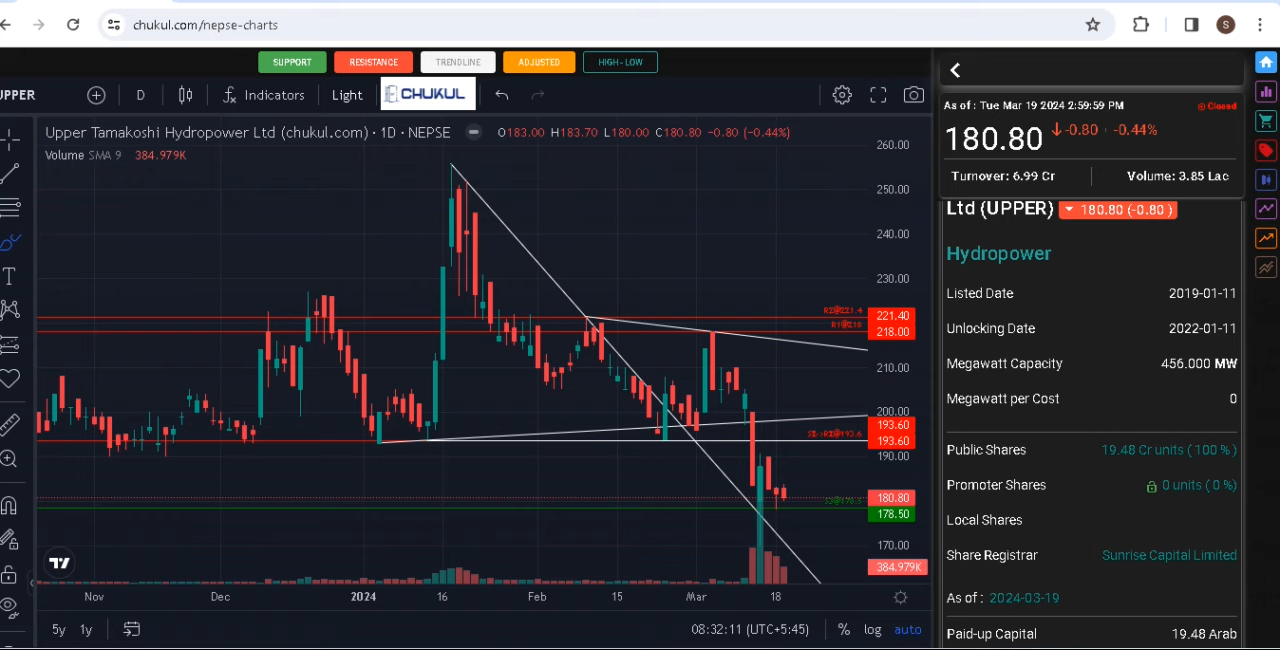 chukul.com/nepse-charts
S
SUPPORT RESISTANCE TRENDLINE ADJUSTED HIGH-LOW
UPPER D Indicators Light CHUKUL
Upper Tamakoshi Hydropower Ltd (chukul.com) · 1D · NEPSE O183.00 H183.70 L180.00 C180.80 -0.80 (-0.44%)
Volume SMA 9 384.979K
260.00
250.00
240.00
230.00
R2@221.4 221.40
R1@218 218.00
210.00
200.00
193.60
193.60
190.00
180.80
178.50
170.00
384.979K
Nov Dec 2024 16 Feb 15 Mar 18
5y 1y 08:32:11 (UTC+5:45) % log auto
As of : Tue Mar 19 2024 2:59:59 PM Closed
180.80 -0.80 -0.44%
Turnover: 6.99 Cr Volume: 3.85 Lac
Ltd (UPPER) 180.80 (-0.80 )
Hydropower
Listed Date 2019-01-11
Unlocking Date 2022-01-11
Megawatt Capacity 456.000 MW
Megawatt per Cost 0
Public Shares 19.48 Cr units ( 100 %)
Promoter Shares 0 units ( 0 %)
Local Shares
Share Registrar Sunrise Capital Limited
As of : 2024-03-19
Paid-up Capital 19.48 Arab